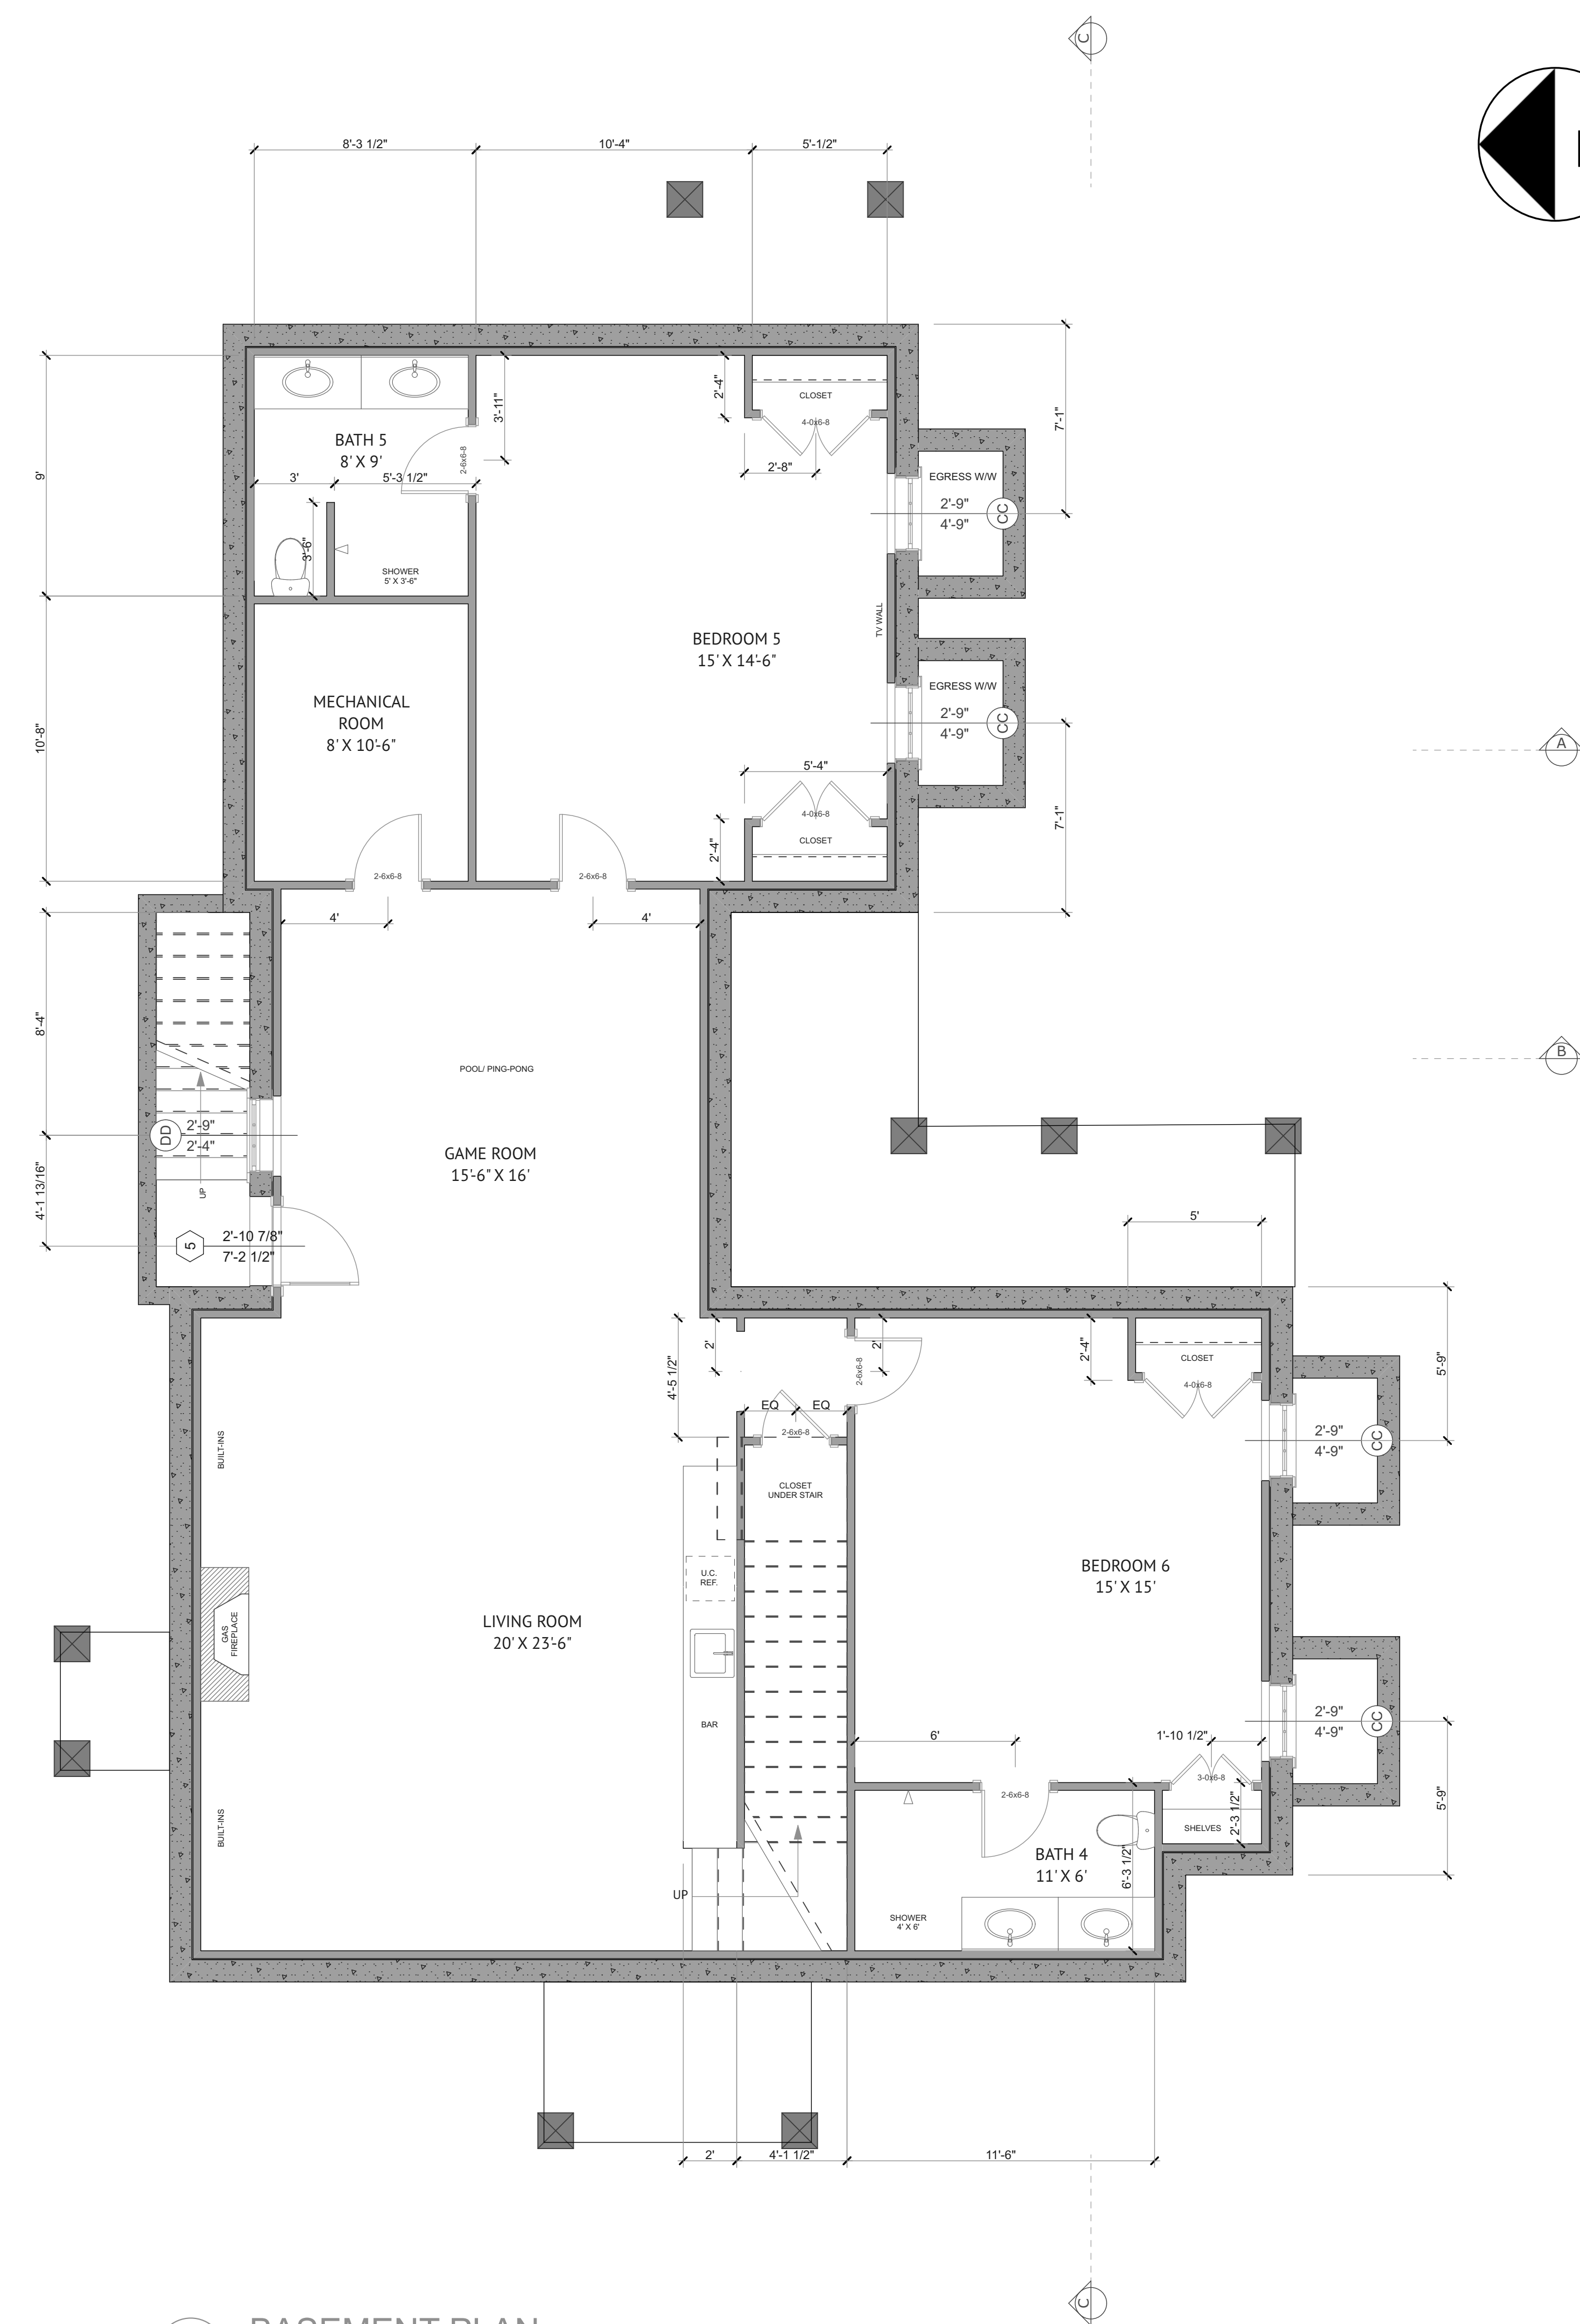 C
8'-3 1/2"
10'-4"
5'-1/2"
9'
10'-8"
8'-4"
4'-1 13/16"
3'-11"
2'-4"
CLOSET
4-0x6-8
2'-8"
7'-1"
BATH 5
8' X 9'
2-6x6-8
3'
5'-3 1/2"
3'-6"
SHOWER
5' X 3'-6"
EGRESS W/W
2'-9"
4'-9"
CC
TV WALL
BEDROOM 5
15' X 14'-6"
EGRESS W/W
2'-9"
4'-9"
CC
A
MECHANICAL
ROOM
8' X 10'-6"
5'-4"
4-0x6-8
CLOSET
2'-4"
7'-1"
2-6x6-8
2-6x6-8
4'
4'
B
POOL/ PING-PONG
DD
2'-9"
2'-4"
GAME ROOM
15'-6" X 16'
UP
5
2'-10 7/8"
7'-2 1/2"
5'
4'-5 1/2"
2'
2'
2-6x6-8
2'-4"
CLOSET
4-0x6-8
5'-9"
EQ
EQ
2-6x6-8
2'-9"
4'-9"
CC
BUILT-INS
CLOSET
UNDER STAIR
U.C.
REF.
BEDROOM 6
15' X 15'
GAS
FIREPLACE
LIVING ROOM
20' X 23'-6"
BAR
6'
1'-10 1/2"
2'-9"
4'-9"
CC
3-0x6-8
2-6x6-8
BUILT-INS
SHELVES
2'-3 1/2"
5'-9"
BATH 4
11' X 6'
6'-3 1/2"
UP
SHOWER
4' X 6'
2'
4'-1 1/2"
11'-6"
C
BASEMENT PLAN